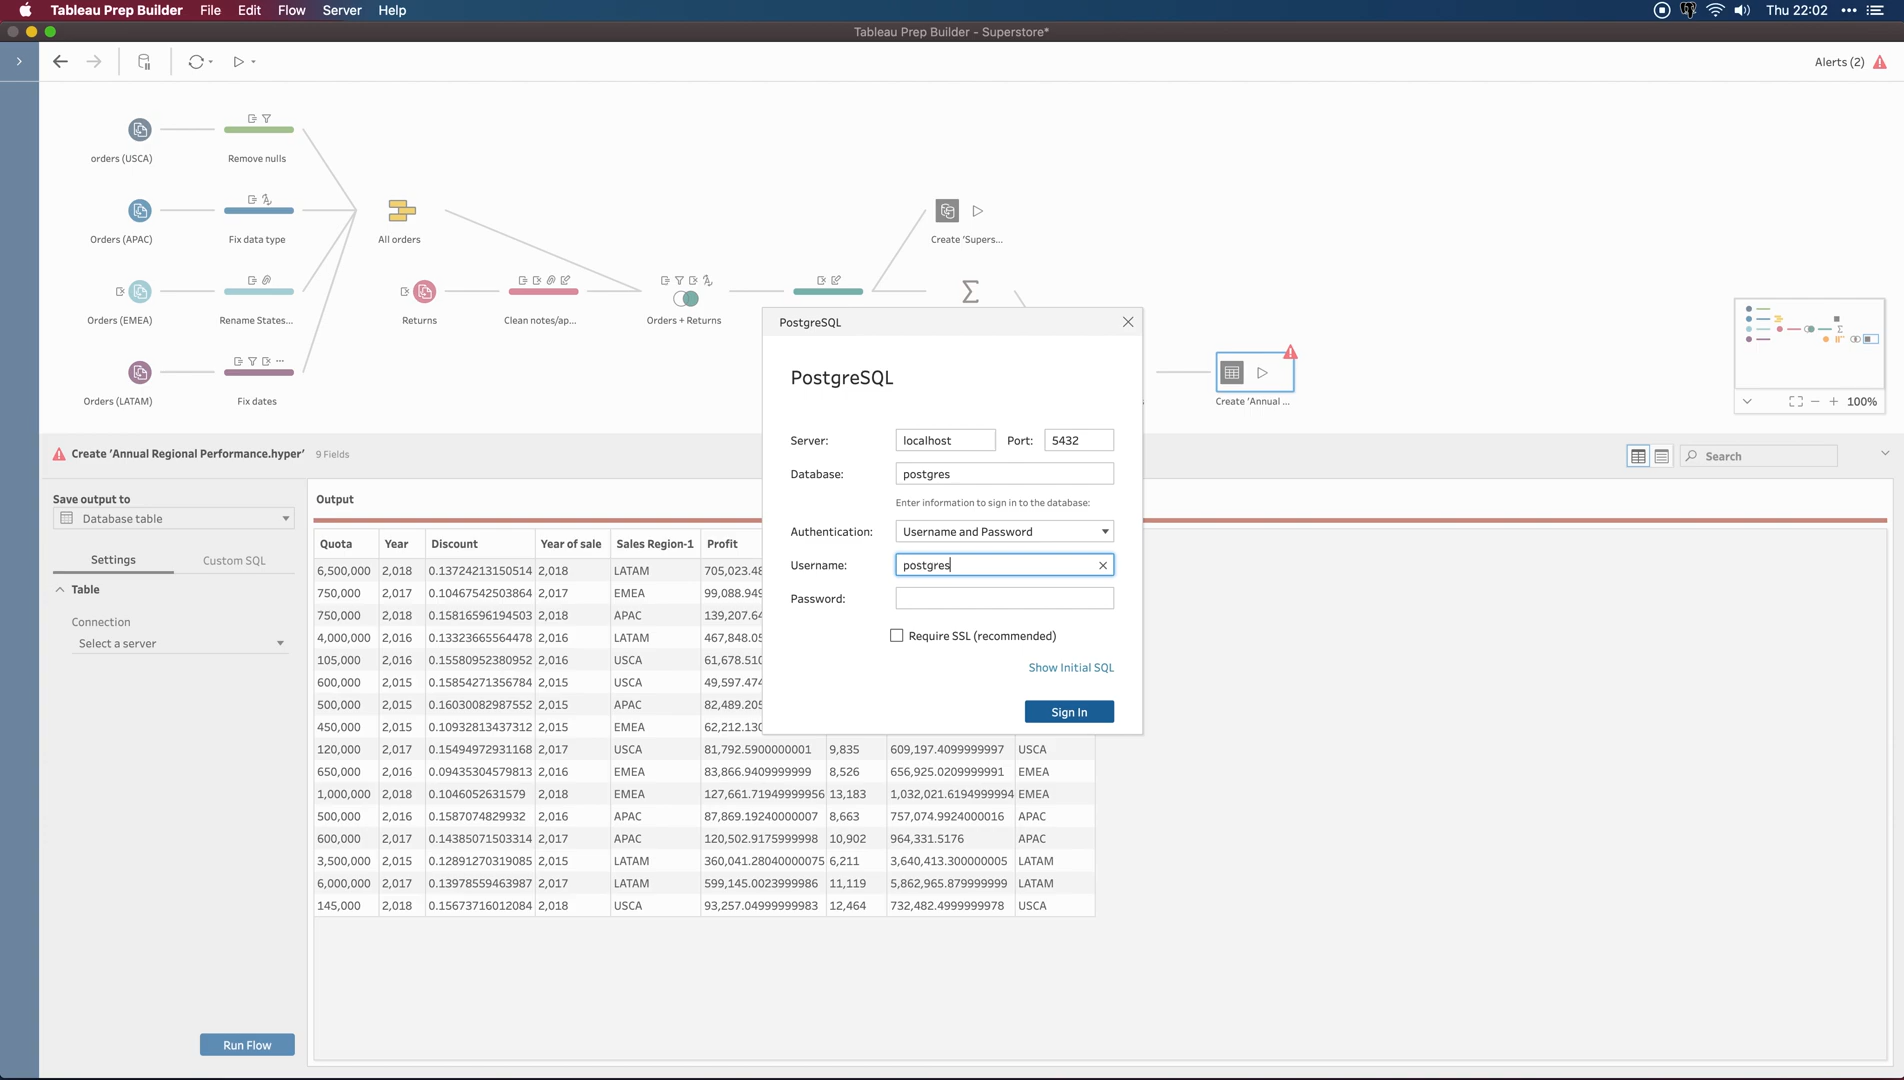 Tableau Prep Builder File Edit Flow Server Help
Thu 22:02
Tableau Prep Builder - Superstore*
Alerts (2)
orders (USCA)
Remove nulls
Orders (APAC)
Fix data type
All orders
Create 'Supers...
Orders (EMEA)
Rename States...
Returns
Clean notes/ap...
Orders + Returns
Orders (LATAM)
Fix dates
Create 'Annual ...
100%
PostgreSQL
PostgreSQL
Server: localhost Port: 5432
Database: postgres
Enter information to sign in to the database:
Authentication: Username and Password
Username: postgres
Password:
Require SSL (recommended)
Show Initial SQL
Sign In
Create 'Annual Regional Performance.hyper' 9 Fields
Search
Save output to
Database table
Settings Custom SQL
Table
Connection
Select a server
Run Flow
Output
Quota Year Discount Year of sale Sales Region-1 Profit
6,500,000 2,018 0.13724213150514 2,018 LATAM 705,023.48
750,000 2,017 0.10467542503864 2,017 EMEA 99,088.949
750,000 2,018 0.15816596194503 2,018 APAC 139,207.64
4,000,000 2,016 0.13323665564478 2,016 LATAM 467,848.05
105,000 2,016 0.15580952380952 2,016 USCA 61,678.510
600,000 2,015 0.15854271356784 2,015 USCA 49,597.474
500,000 2,015 0.16030082987552 2,015 APAC 82,489.205
450,000 2,015 0.10932813437312 2,015 EMEA 62,212.130
120,000 2,017 0.15494972931168 2,017 USCA 81,792.5900000001 9,835 609,197.4099999997 USCA
650,000 2,016 0.09435304579813 2,016 EMEA 83,866.9409999999 8,526 656,925.0209999991 EMEA
1,000,000 2,018 0.1046052631579 2,018 EMEA 127,661.71949999956 13,183 1,032,021.6194999994 EMEA
500,000 2,016 0.1587074829932 2,016 APAC 87,869.19240000007 8,663 757,074.9924000016 APAC
600,000 2,017 0.14385071503314 2,017 APAC 120,502.9175999998 10,902 964,331.5176 APAC
3,500,000 2,015 0.12891270319085 2,015 LATAM 360,041.28040000075 6,211 3,640,413.300000005 LATAM
6,000,000 2,017 0.13978559463987 2,017 LATAM 599,145.0023999986 11,119 5,862,965.879999999 LATAM
145,000 2,018 0.15673716012084 2,018 USCA 93,257.04999999983 12,464 732,482.4999999978 USCA